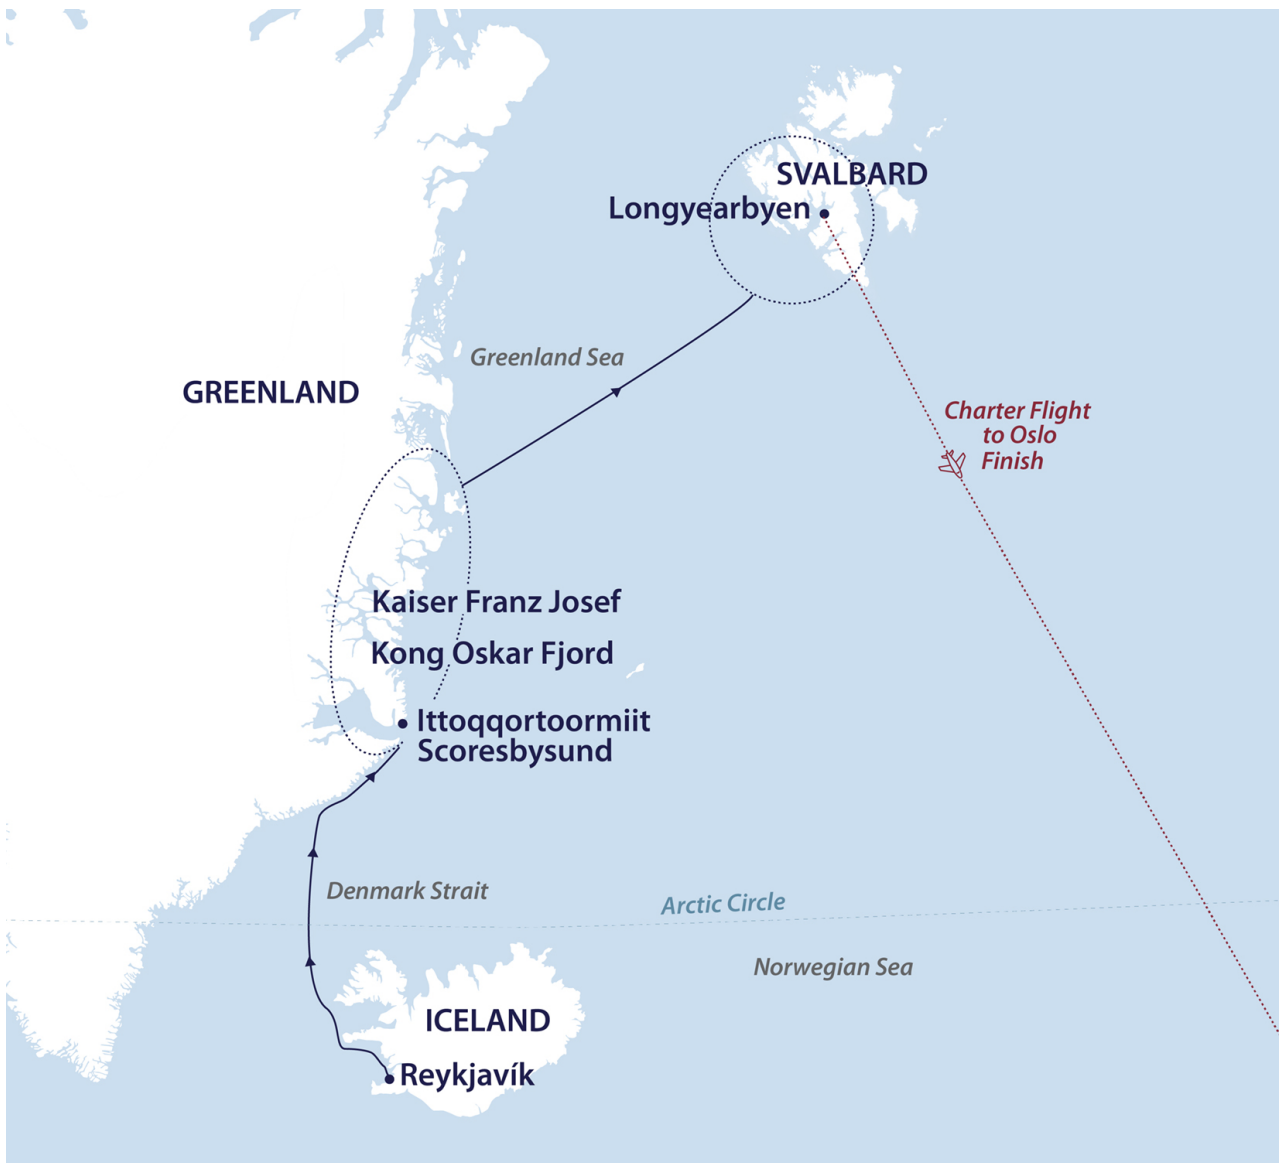 SVALBARD
Longyearbyen
Greenland Sea
GREENLAND
Charter Flight
to Oslo
Finish
Kaiser Franz Josef
Kong Oskar Fjord
Ittoqqortoormiit
Scoresbysund
Denmark Strait
Arctic Circle
Norwegian Sea
ICELAND
Reykjavík